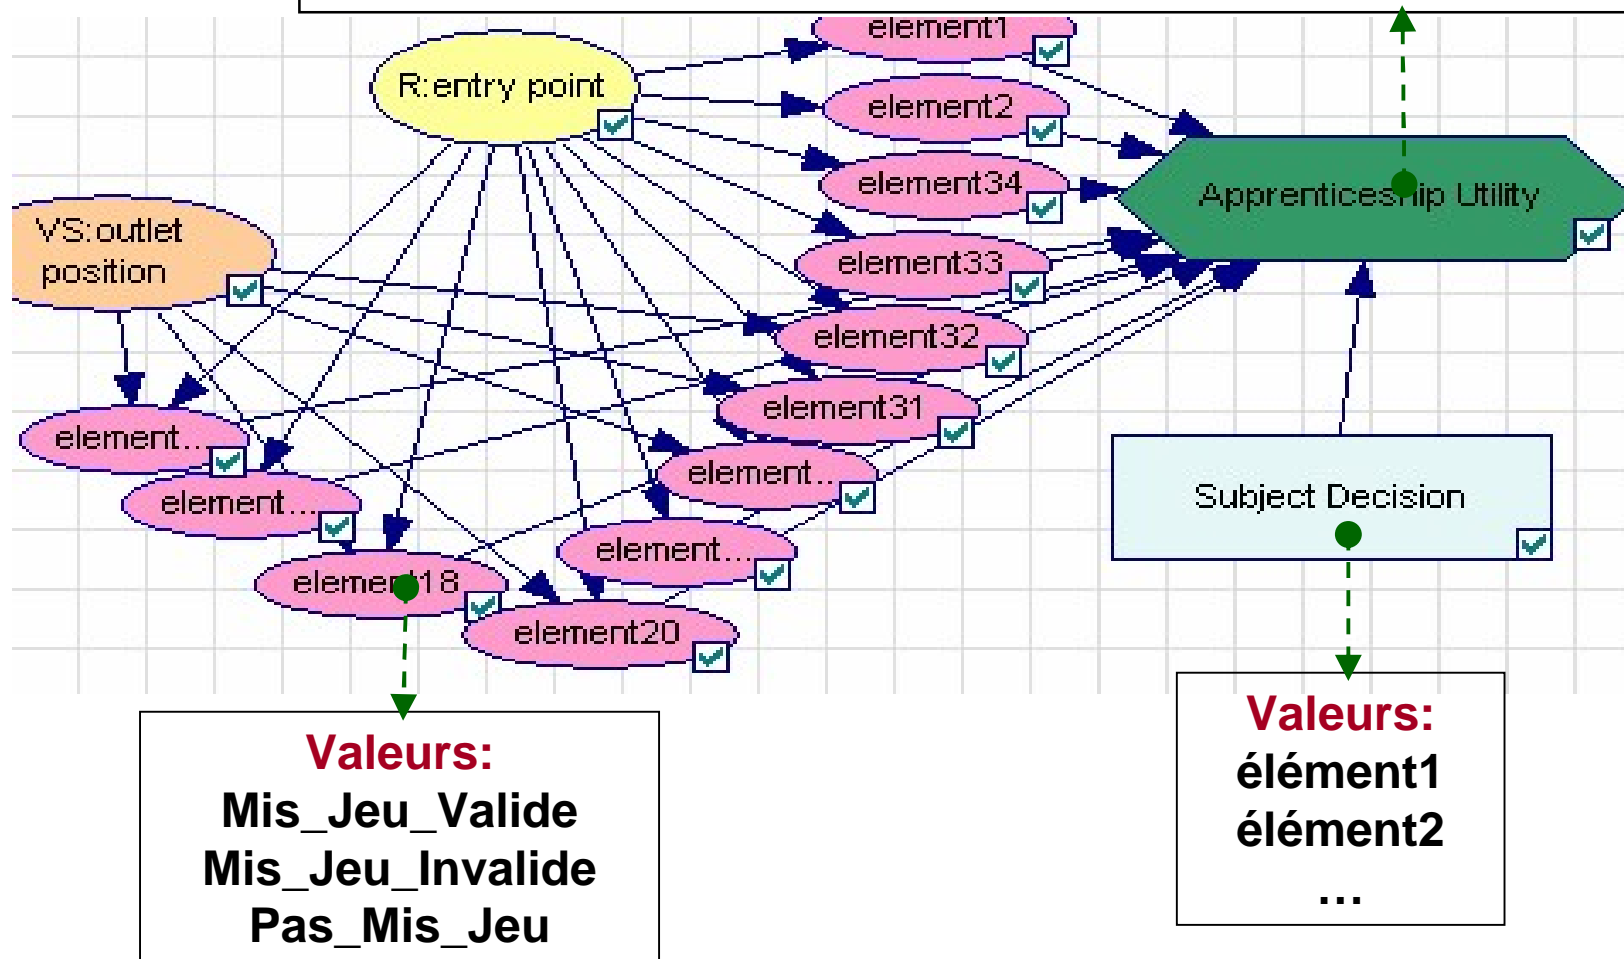 element1
R:entry point
element2
element34
Apprenticeship Utility
VS:outlet
position
element33
element32
element31
element...
element...
element...
Subject Decision
element...
element18
element20
Valeurs:
élément1
élément2
...
Valeurs:
Mis_Jeu_Valide
Mis_Jeu_Invalide
Pas_Mis_Jeu